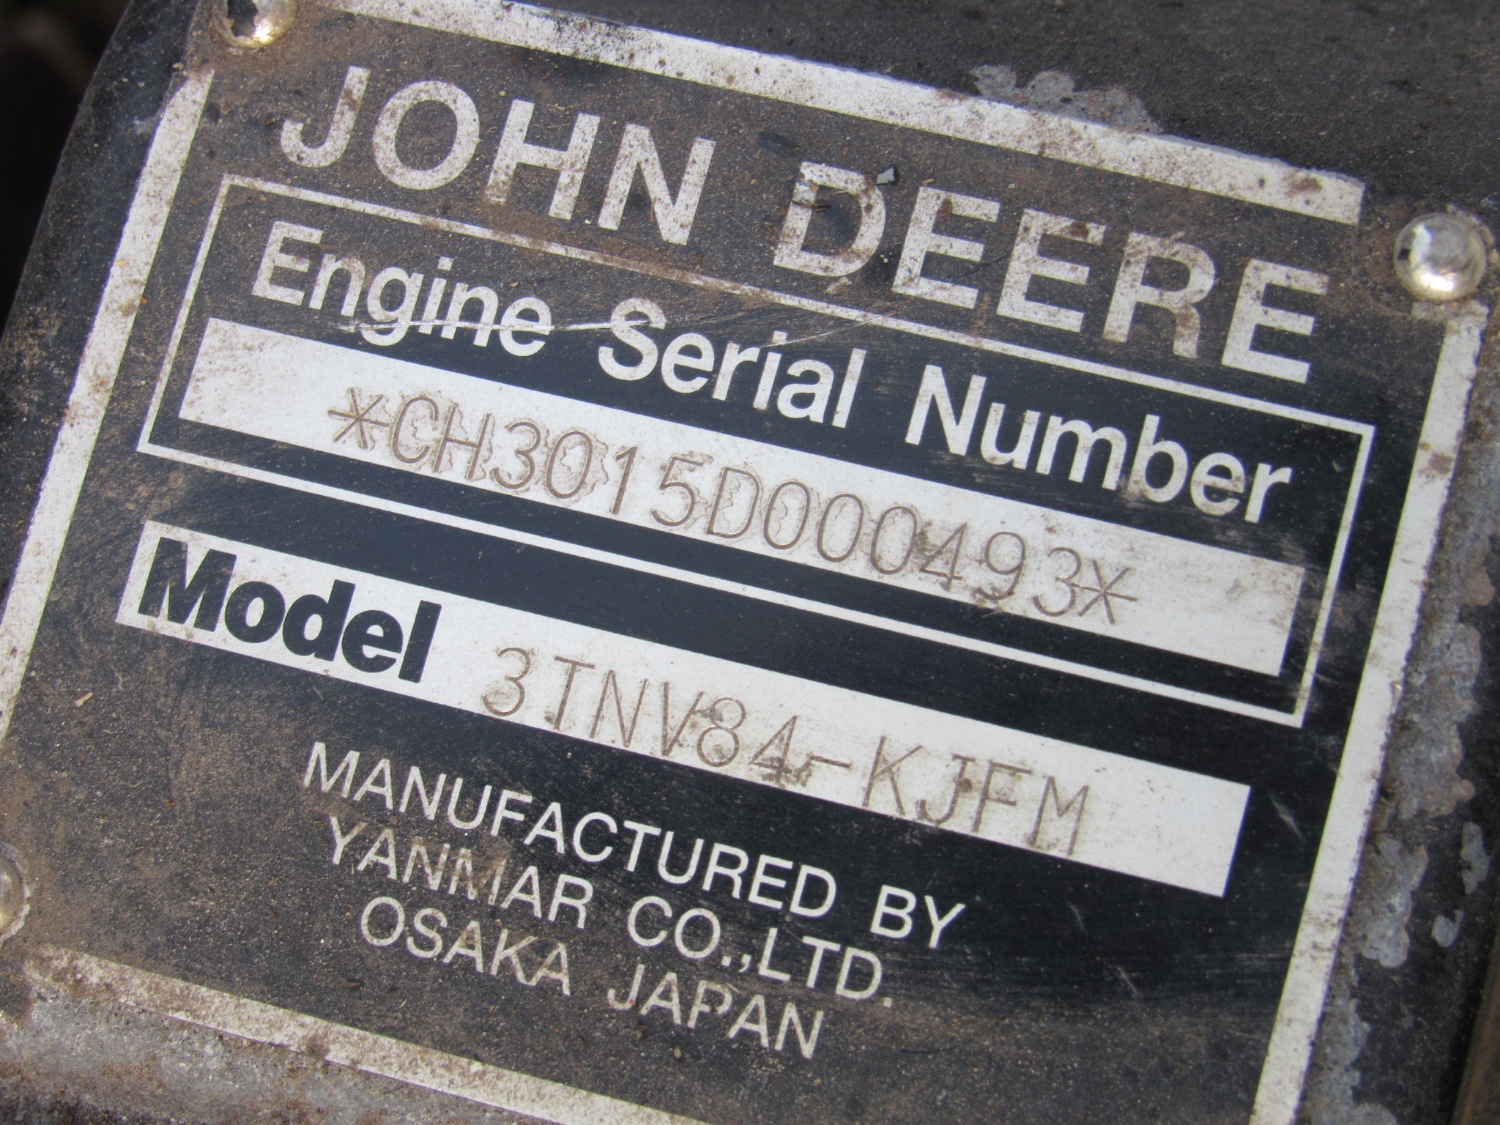 JOHN DEERE
Engine Serial Number
*CH3015D000493*
Model 3TNV84-KJFM
MANUFACTURED BY
YANMAR CO.,LTD.
OSAKA JAPAN